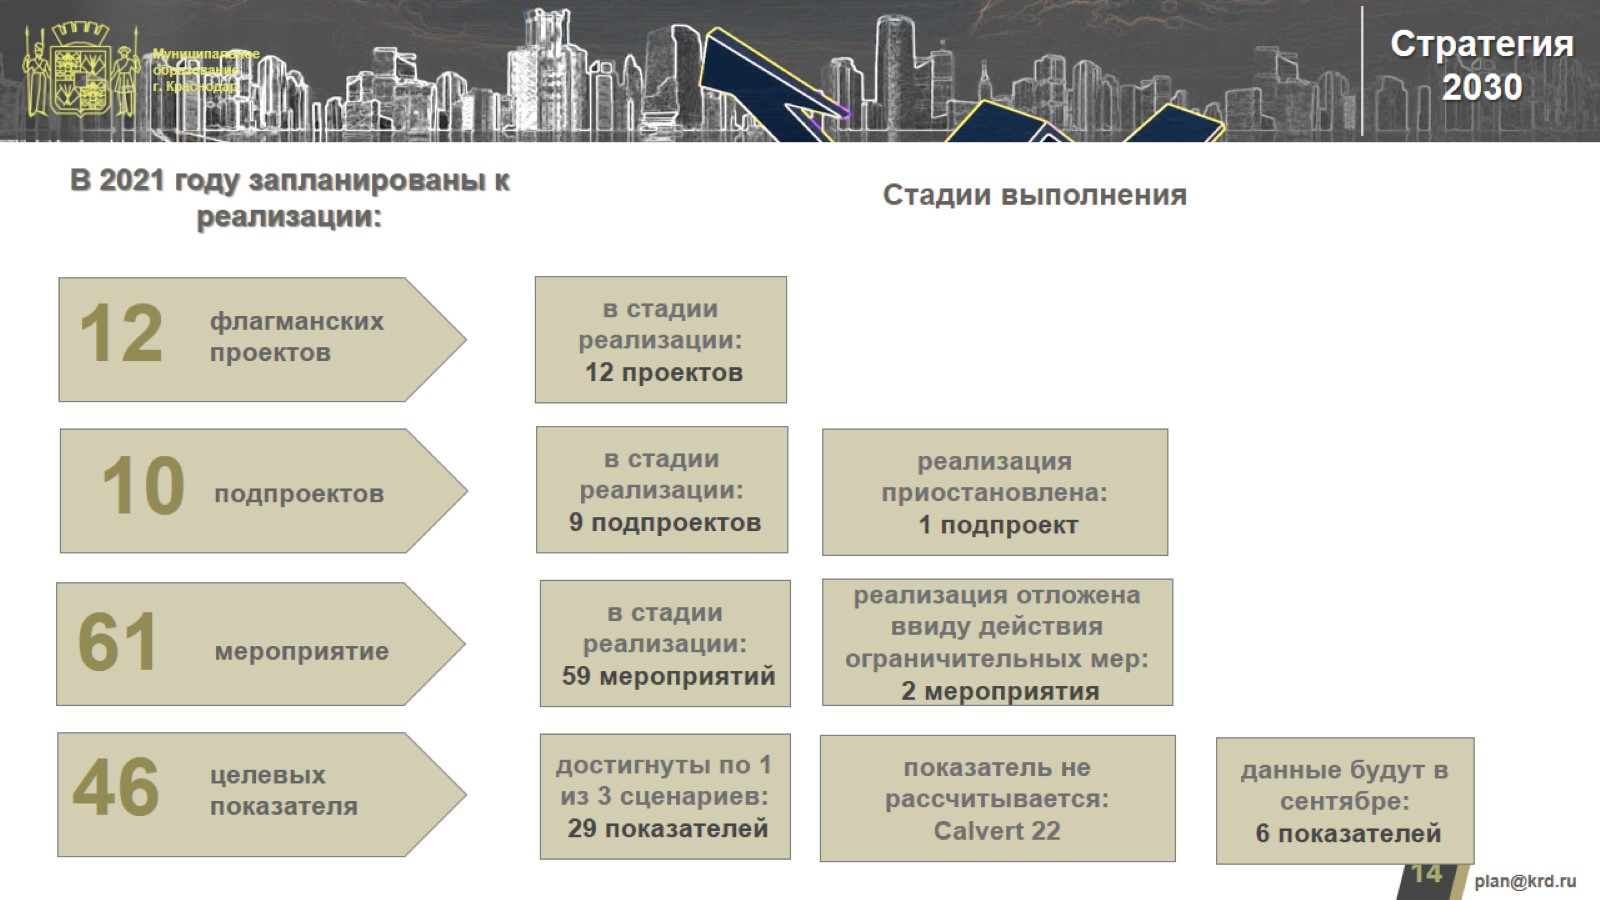 Муниципальное
образование
г. Краснодар
Стратегия
2030
В 2021 году запланированы к
реализации:
Стадии выполнения
12
флагманских
проектов
в стадии
реализации:
12 проектов
10
подпроектов
в стадии
реализации:
9 подпроектов
реализация
приостановлена:
1 подпроект
61
мероприятие
в стадии
реализации:
59 мероприятий
реализация отложена
ввиду действия
ограничительных мер:
2 мероприятия
46
целевых
показателя
достигнуты по 1
из 3 сценариев:
29 показателей
показатель не
рассчитывается:
Calvert 22
данные будут в
сентябре:
6 показателей
14
plan@krd.ru